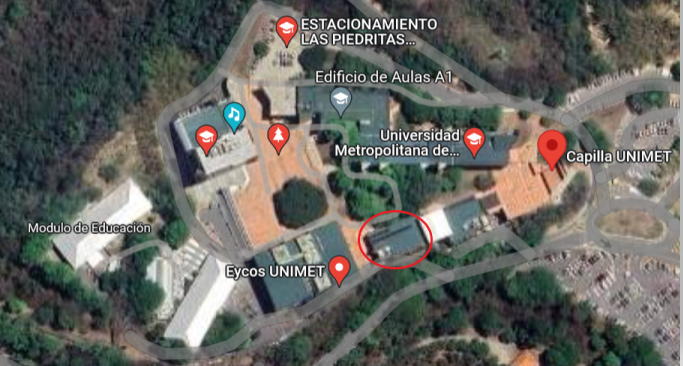 ESTACIONAMIENTO
LAS PIEDRITAS...
Edificio de Aulas A1
Universidad
Metropolitana de...
Capilla UNIMET
Modulo de Educación
Eycos UNIMET